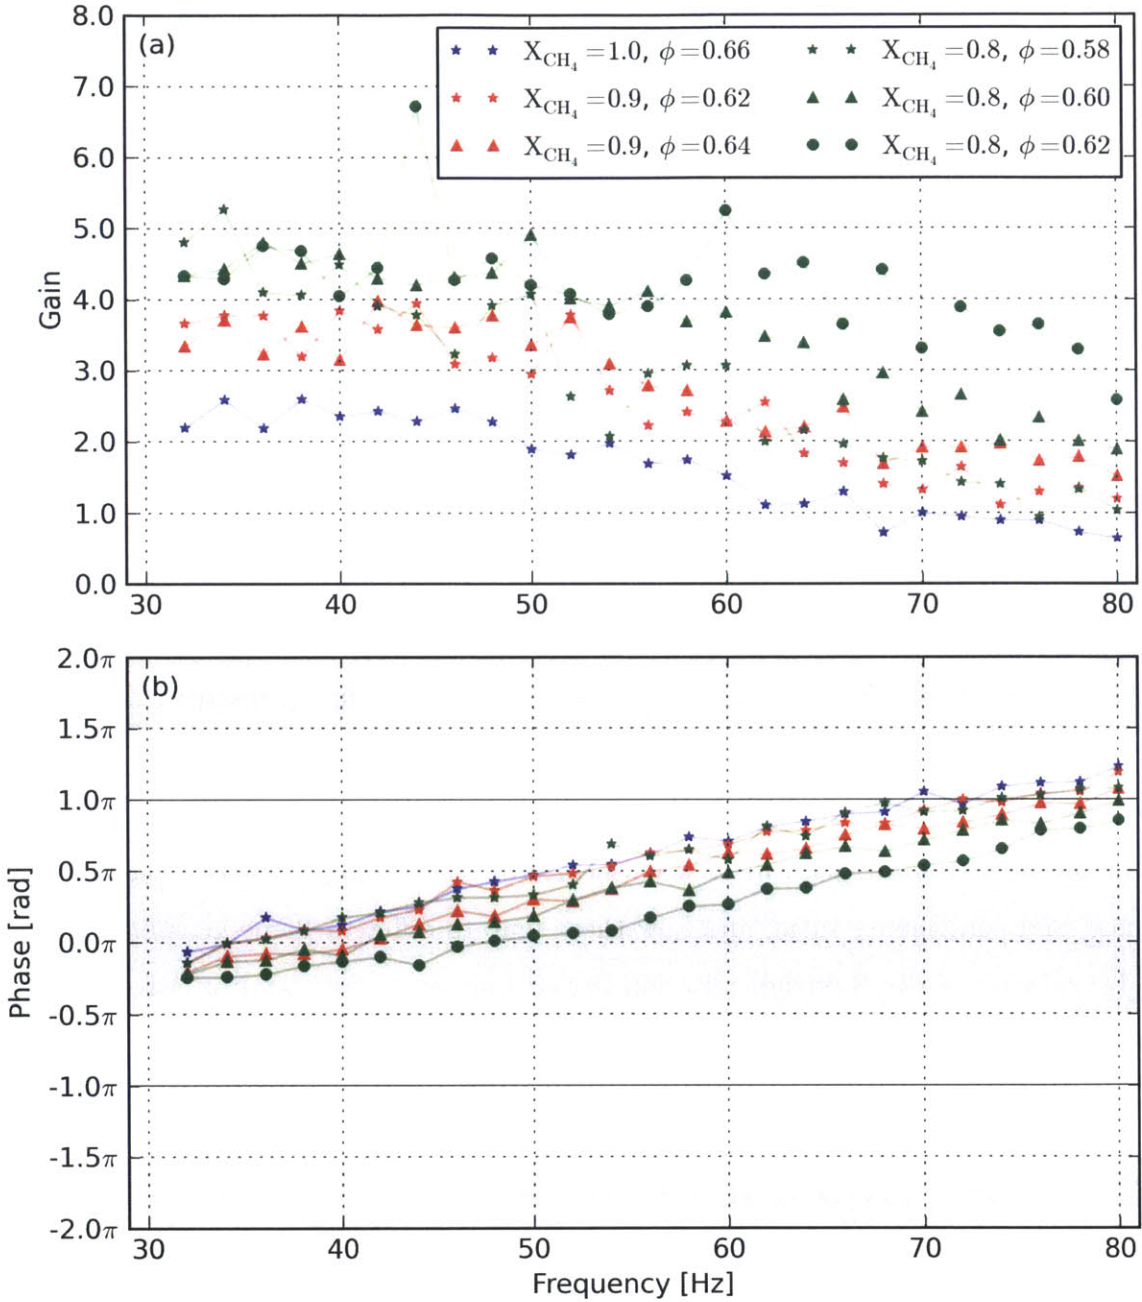 8.0
(a)
X_CH₄ =1.0, ϕ=0.66
X_CH₄ =0.8, ϕ=0.58
7.0
X_CH₄ =0.9, ϕ=0.62
X_CH₄ =0.8, ϕ=0.60
X_CH₄ =0.9, ϕ=0.64
X_CH₄ =0.8, ϕ=0.62
6.0
5.0
Gain
4.0
3.0
2.0
1.0
0.0
30 40 50 60 70 80
2.0π
(b)
1.5π
1.0π
0.5π
Phase [rad]
0.0π
-0.5π
-1.0π
-1.5π
-2.0π
30 40 50 60 70 80
Frequency [Hz]